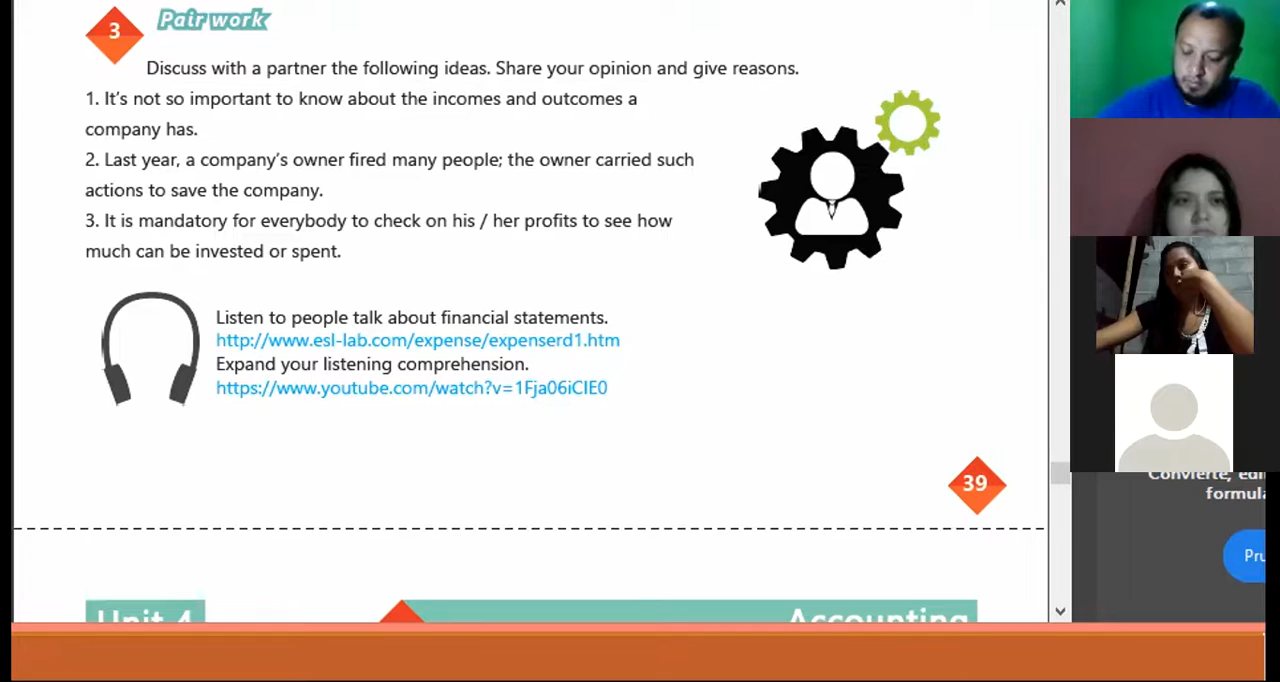 3
Pair work
Discuss with a partner the following ideas. Share your opinion and give reasons.
1. It's not so important to know about the incomes and outcomes a
company has.
2. Last year, a company's owner fired many people; the owner carried such
actions to save the company.
3. It is mandatory for everybody to check on his / her profits to see how
much can be invested or spent.
Listen to people talk about financial statements.
http://www.esl-lab.com/expense/expenserd1.htm
Expand your listening comprehension.
https://www.youtube.com/watch?v=1Fja06iCIE0
39
Unit 4
Accounting